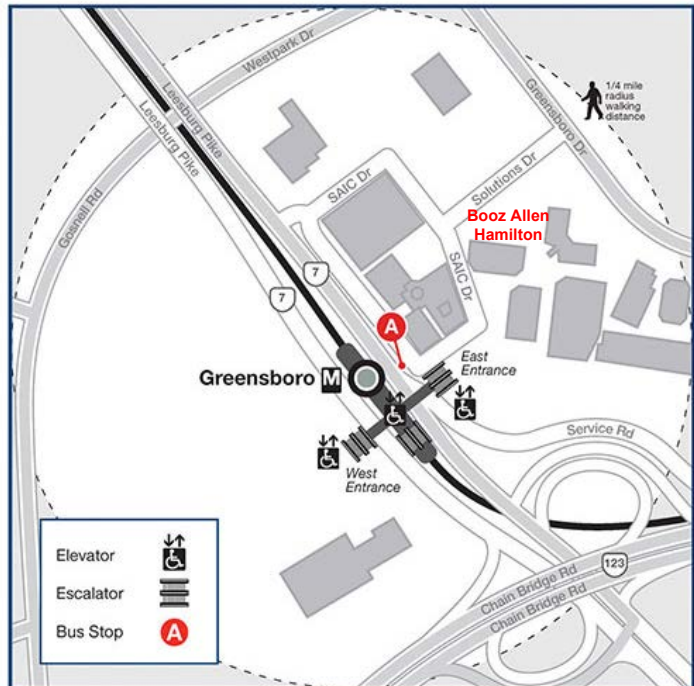 Westpark Dr
Leesburg Pike
Leesburg Pike
Gosnell Rd
Greensboro Dr
1/4 mile
radius
walking
distance
SAIC Dr
Solutions Dr
Booz Allen
Hamilton
SAIC Dr
7
7
A
East
Entrance
Greensboro M
Service Rd
West
Entrance
123
Chain Bridge Rd
Chain Bridge Rd
Elevator
Escalator
Bus Stop A